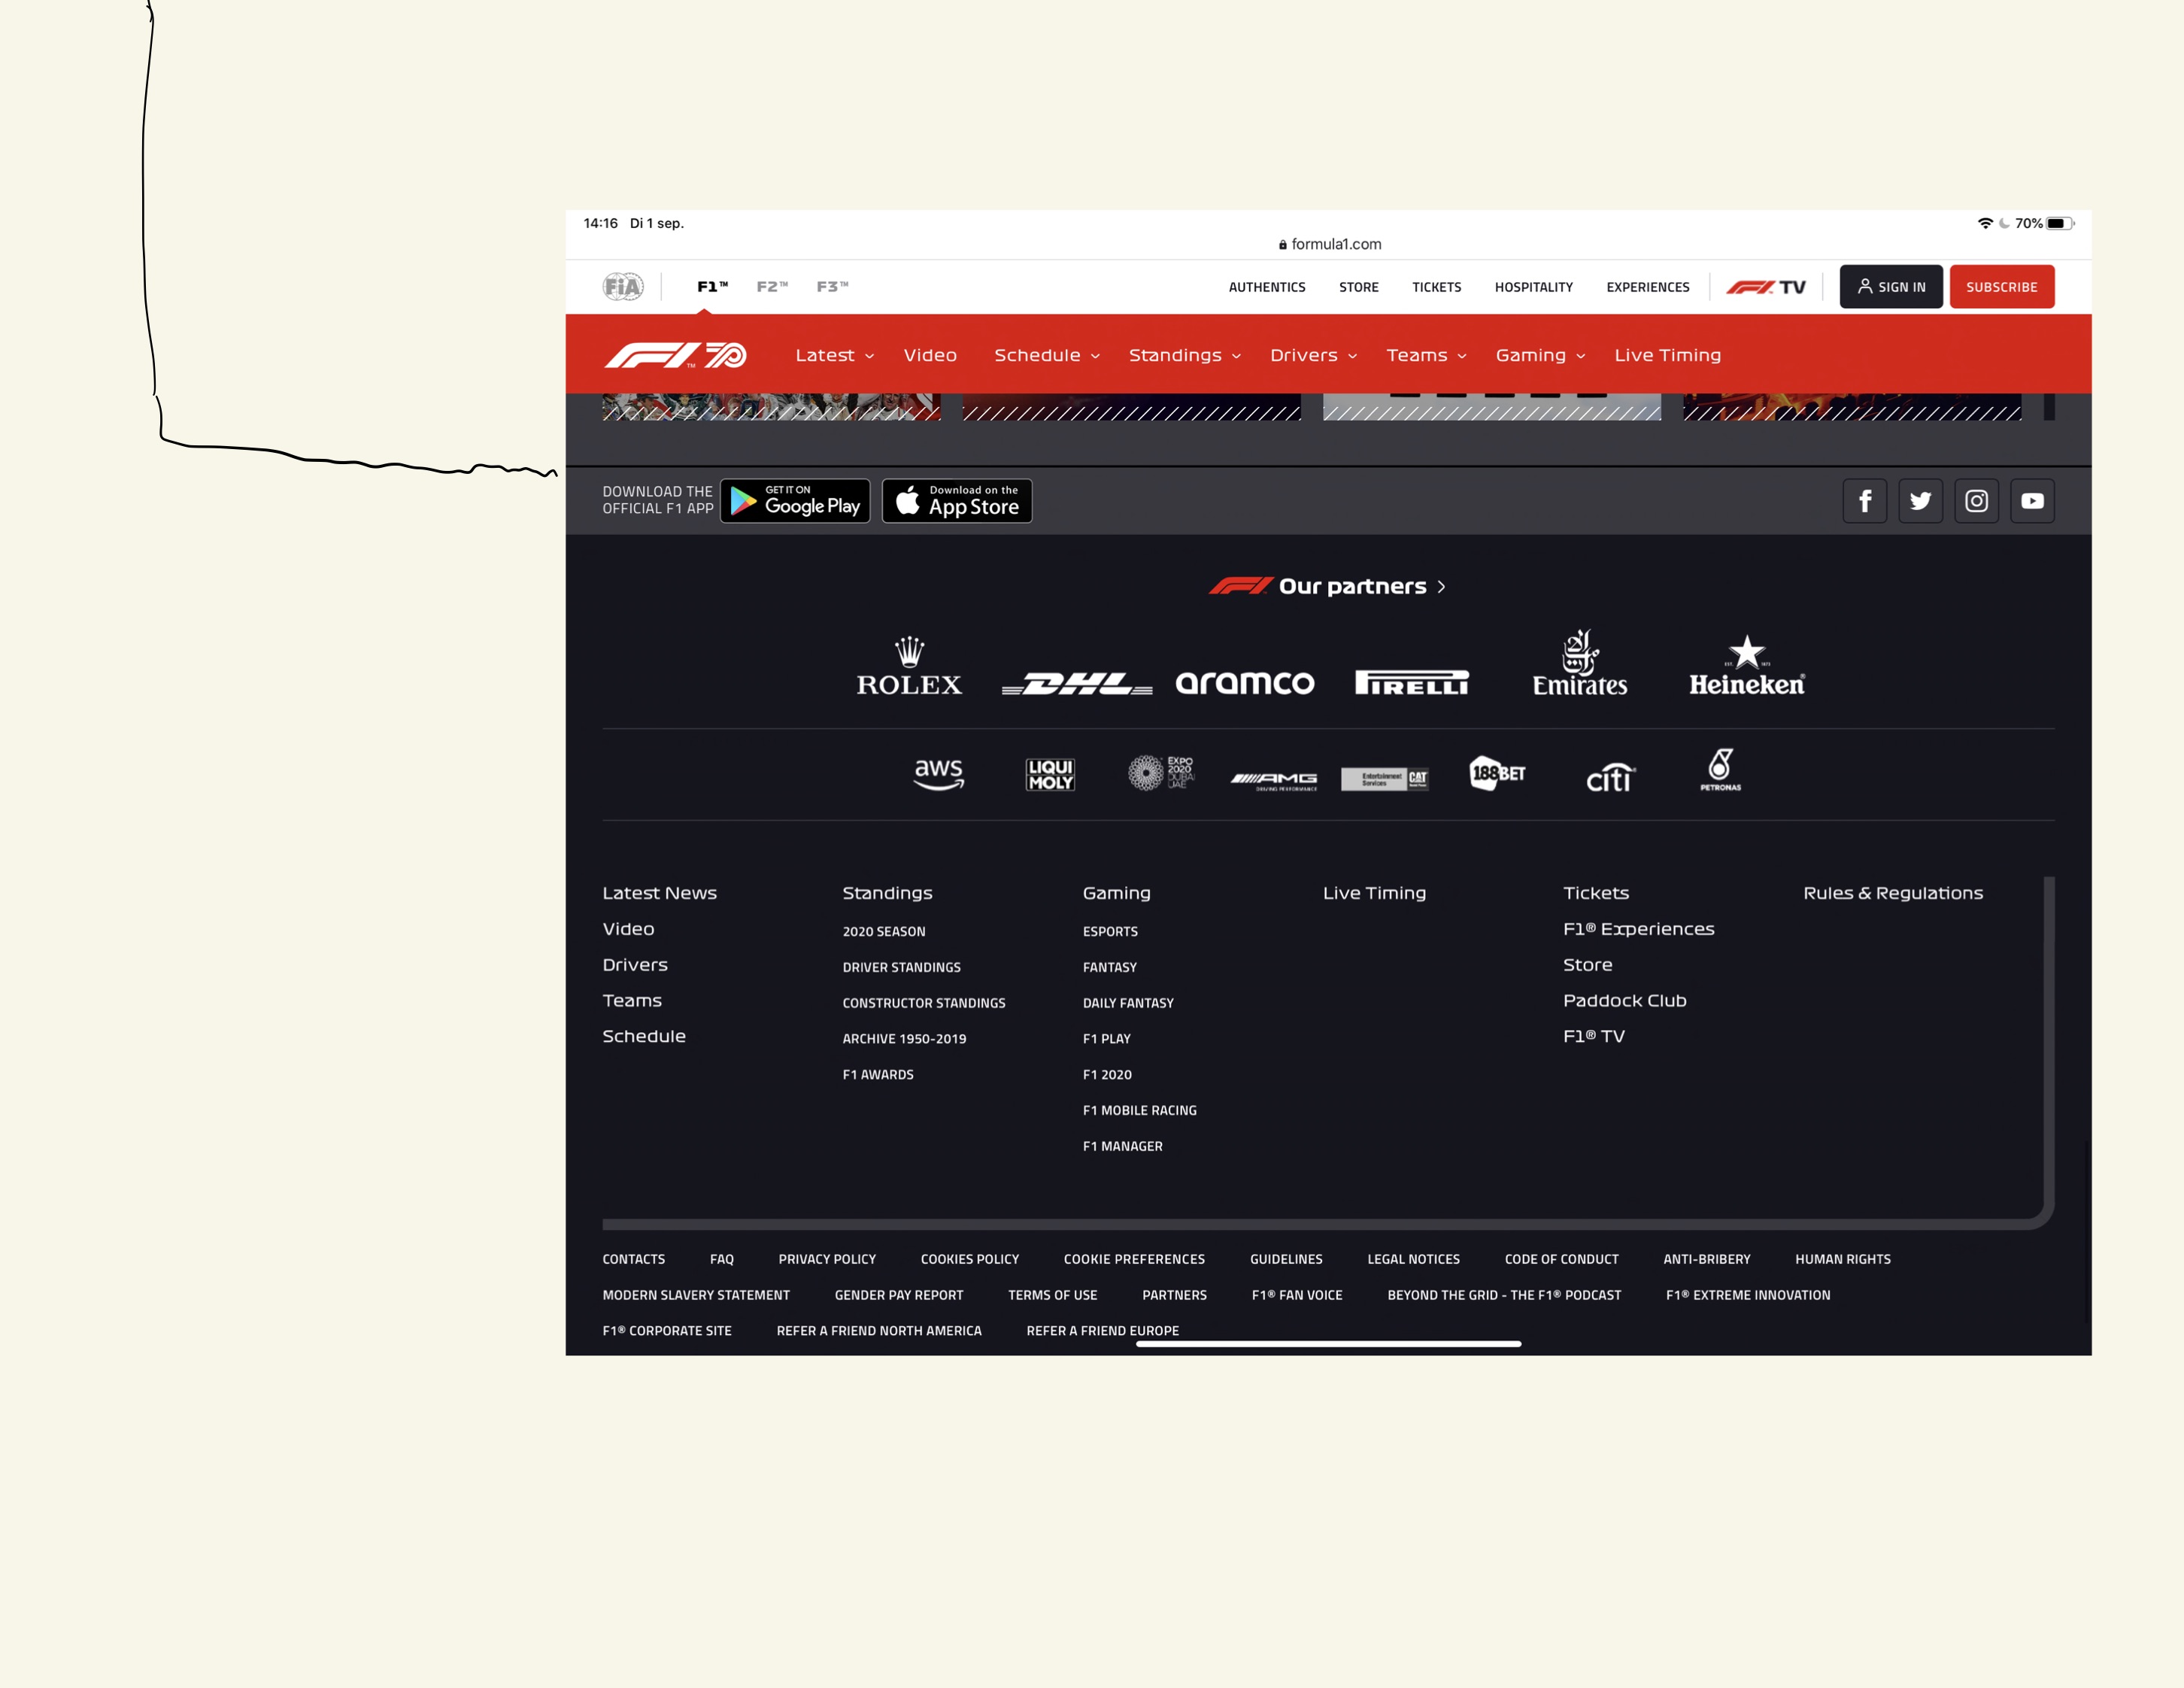 14:16 Di 1 sep. 70%
formula1.com
FiA F1™ F2™ F3™ AUTHENTICS STORE TICKETS HOSPITALITY EXPERIENCES F1 TV SIGN IN SUBSCRIBE
F1 70 Latest Video Schedule Standings Drivers Teams Gaming Live Timing
DOWNLOAD THE
OFFICIAL F1 APP
GET IT ON
Google Play
Download on the
App Store
F1 Our partners
ROLEX DHL aramco PIRELLI Emirates Heineken®
aws
LIQUI
MOLY
EXPO
2020
DUBAI
UAE
AMG
DRIVING PERFORMANCE
Entertainment
Services
CAT
188BET
citi
PETRONAS
Latest News Standings Gaming Live Timing Tickets Rules & Regulations
Video 2020 SEASON ESPORTS F1® Experiences
Drivers DRIVER STANDINGS FANTASY Store
Teams CONSTRUCTOR STANDINGS DAILY FANTASY Paddock Club
Schedule ARCHIVE 1950-2019 F1 PLAY F1® TV
F1 AWARDS F1 2020
F1 MOBILE RACING
F1 MANAGER
CONTACTS FAQ PRIVACY POLICY COOKIES POLICY COOKIE PREFERENCES GUIDELINES LEGAL NOTICES CODE OF CONDUCT ANTI-BRIBERY HUMAN RIGHTS
MODERN SLAVERY STATEMENT GENDER PAY REPORT TERMS OF USE PARTNERS F1® FAN VOICE BEYOND THE GRID - THE F1® PODCAST F1® EXTREME INNOVATION
F1® CORPORATE SITE REFER A FRIEND NORTH AMERICA REFER A FRIEND EUROPE